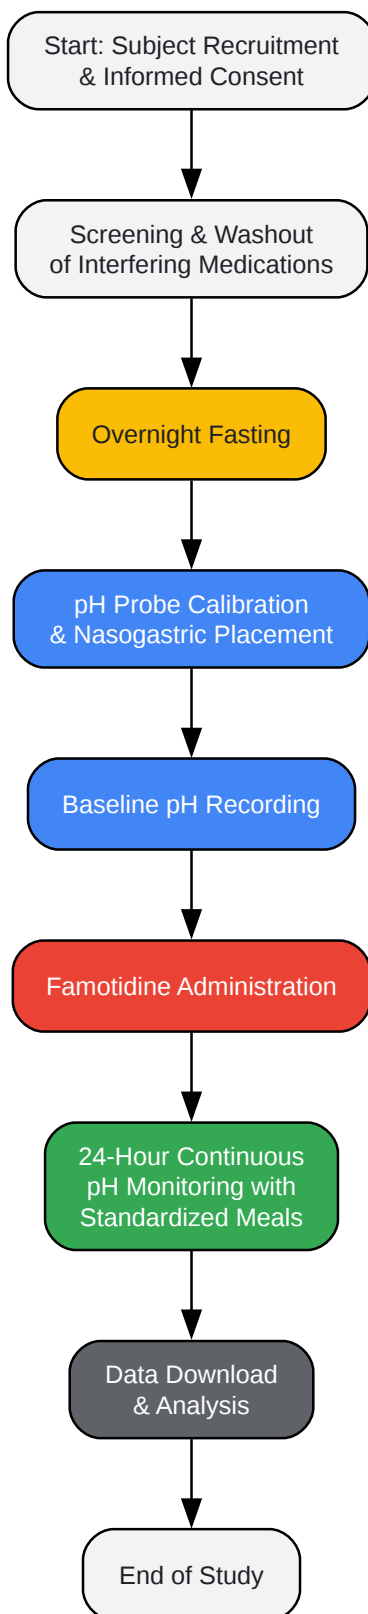 Start: Subject Recruitment
& Informed Consent
Screening & Washout
of Interfering Medications
Overnight Fasting
pH Probe Calibration
& Nasogastric Placement
Baseline pH Recording
Famotidine Administration
24-Hour Continuous
pH Monitoring with
Standardized Meals
Data Download
& Analysis
End of Study